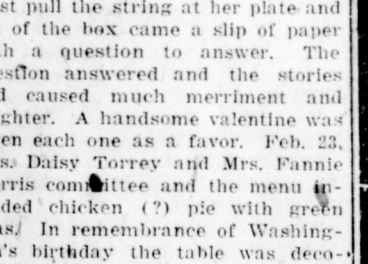 st pull the string at her plate and
of the box came a slip of paper
h a question to answer. The
estion answered and the stories
d caused much merriment and
ghter. A handsome valentine was
en each one as a favor. Feb. 23,
s. Daisy Torrey and Mrs. Fannie
rris committee and the menu in-
ded chicken (?) pie with green
as. In remembrance of Washing-
n's birthday the table was deco-